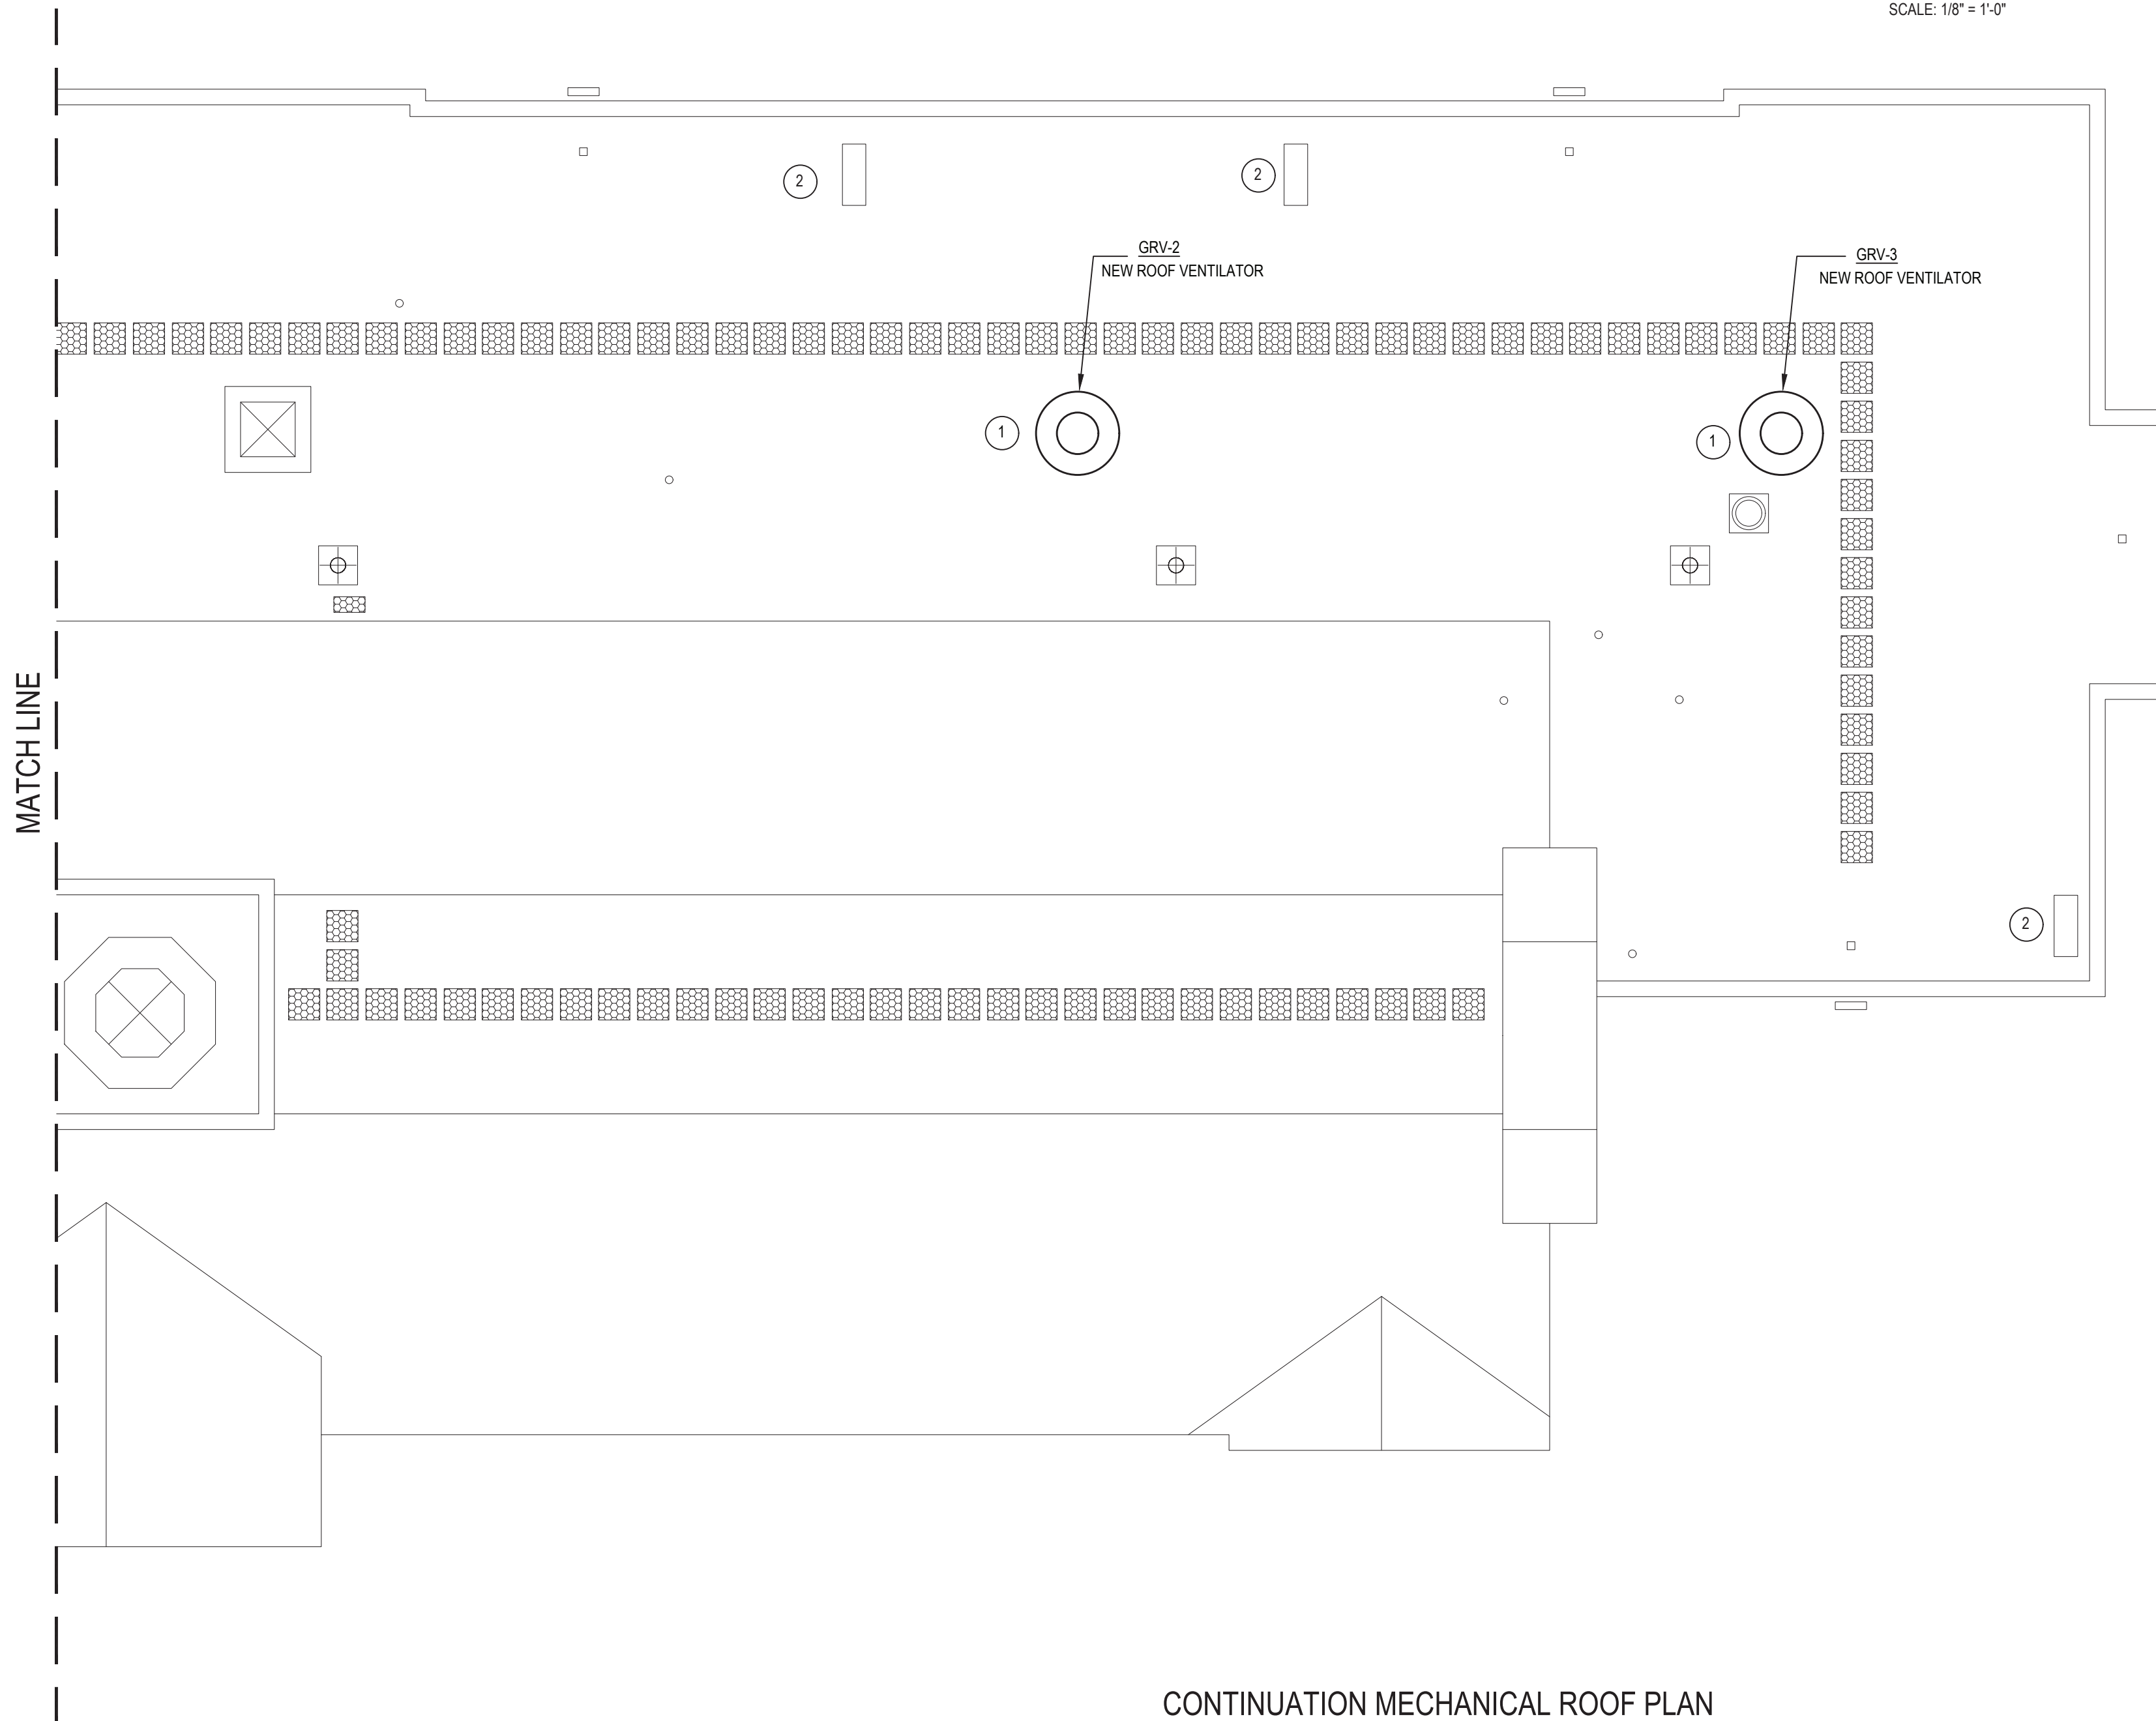 SCALE: 1/8" = 1'-0"
2
2
GRV-2
NEW ROOF VENTILATOR
GRV-3
NEW ROOF VENTILATOR
1
1
MATCH LINE
2
CONTINUATION MECHANICAL ROOF PLAN